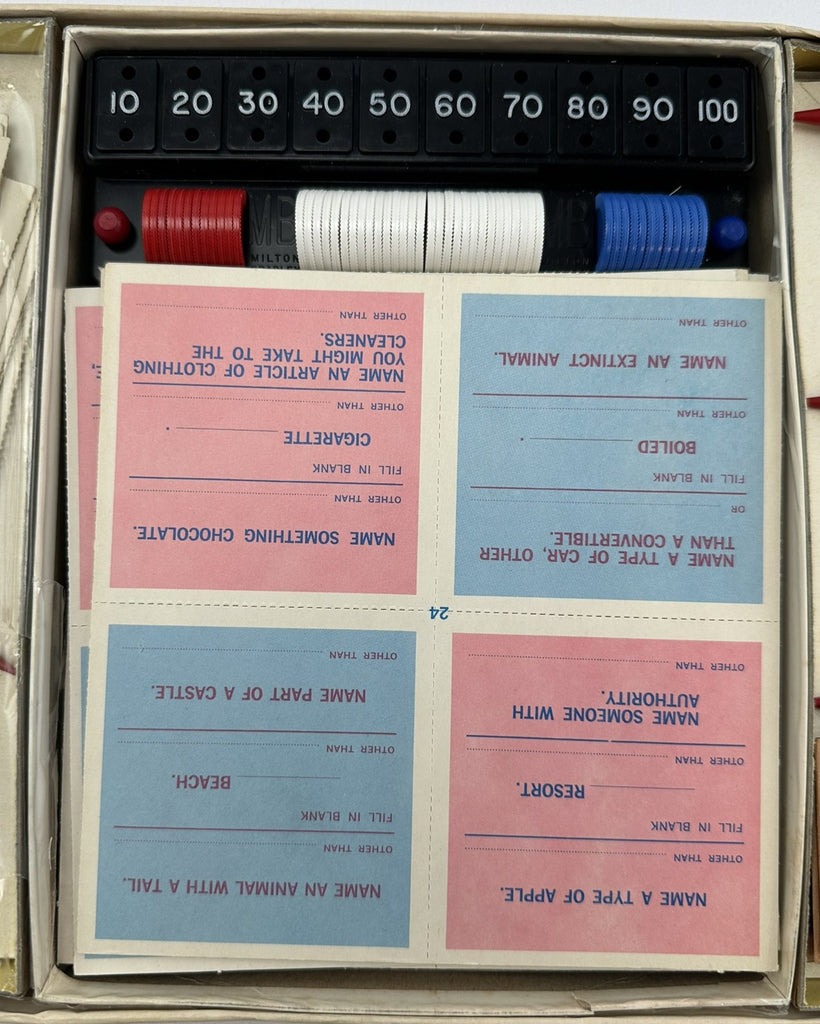 10 20 30 40 50 60 70 80 90 100
MB MB
MILTON
NAME A TYPE OF APPLE.
OTHER THAN
FILL IN BLANK
RESORT.
OTHER THAN
NAME SOMEONE WITH
AUTHORITY.
OTHER THAN
NAME AN ANIMAL WITH A TAIL.
OTHER THAN
FILL IN BLANK
BEACH.
OTHER THAN
NAME PART OF A CASTLE.
OTHER THAN
24
NAME A TYPE OF CAR, OTHER
THAN A CONVERTIBLE.
OR
FILL IN BLANK
BOILED .
OTHER THAN
NAME AN EXTINCT ANIMAL.
OTHER THAN
NAME SOMETHING CHOCOLATE.
OTHER THAN
FILL IN BLANK
CIGARETTE .
OTHER THAN
NAME AN ARTICLE OF CLOTHING
YOU MIGHT TAKE TO THE
CLEANERS.
OTHER THAN